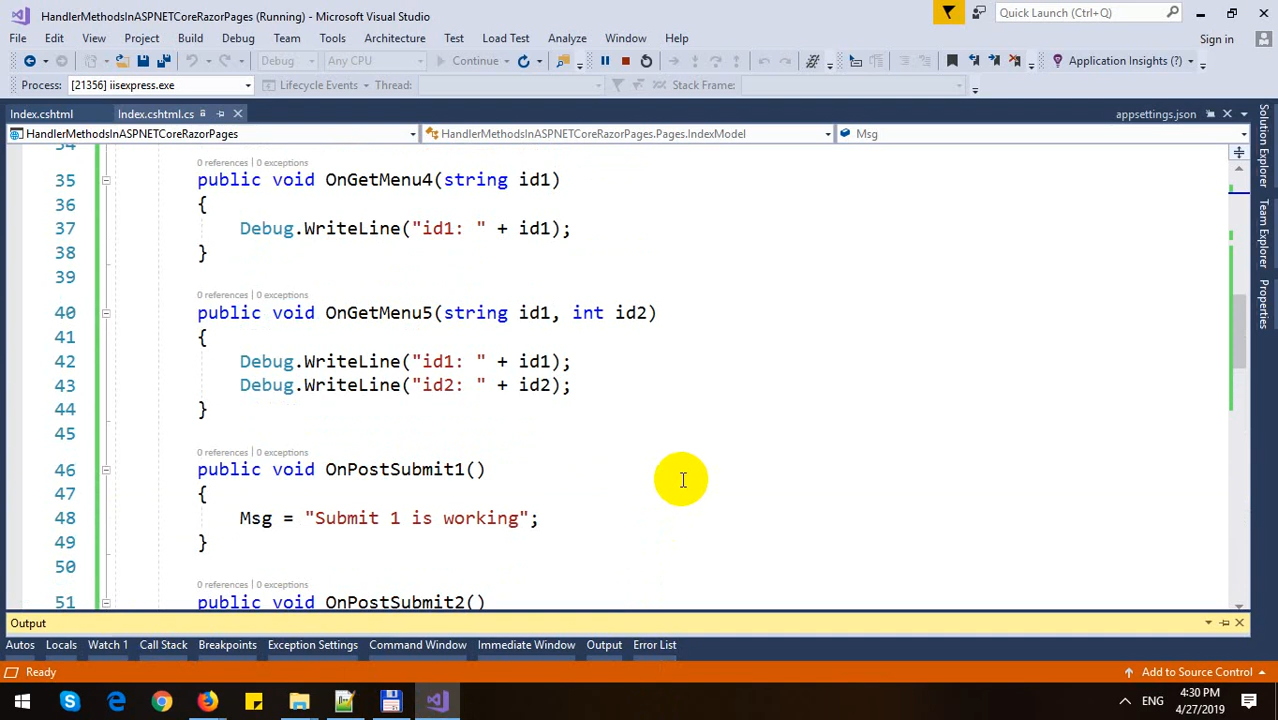 HandlerMethodsInASPNETCoreRazorPages (Running) - Microsoft Visual Studio
Quick Launch (Ctrl+Q)
File Edit View Project Build Debug Team Tools Architecture Test Load Test Analyze Window Help
Sign in
Debug Any CPU Continue Application Insights (?)
Process: [21356] iisexpress.exe Lifecycle Events Thread: Stack Frame:
Index.cshtml Index.cshtml.cs appsettings.json
HandlerMethodsInASPNETCoreRazorPages HandlerMethodsInASPNETCoreRazorPages.Pages.IndexModel Msg
Solution Explorer
Team Explorer
Properties
34
0 references | 0 exceptions
35 public void OnGetMenu4(string id1)
36 {
37 Debug.WriteLine("id1: " + id1);
38 }
39
0 references | 0 exceptions
40 public void OnGetMenu5(string id1, int id2)
41 {
42 Debug.WriteLine("id1: " + id1);
43 Debug.WriteLine("id2: " + id2);
44 }
45
0 references | 0 exceptions
46 public void OnPostSubmit1()
47 {
48 Msg = "Submit 1 is working";
49 }
50
0 references | 0 exceptions
51 public void OnPostSubmit2()
Output
Autos Locals Watch 1 Call Stack Breakpoints Exception Settings Command Window Immediate Window Output Error List
Ready
Add to Source Control
ENG
4:30 PM
4/27/2019